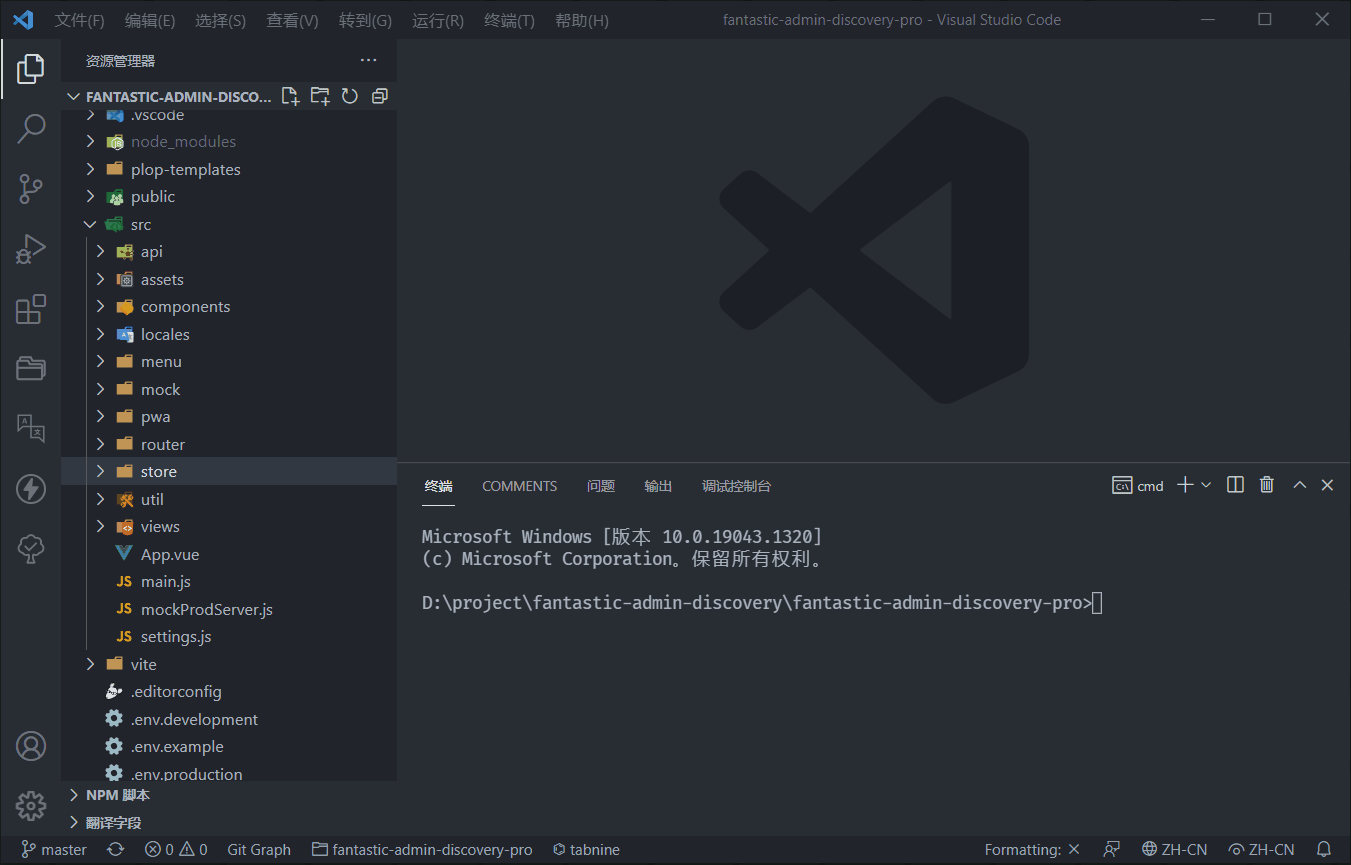 文件(F) 编辑(E) 选择(S) 查看(V) 转到(G) 运行(R) 终端(T) 帮助(H) fantastic-admin-discovery-pro - Visual Studio Code
资源管理器
FANTASTIC-ADMIN-DISCO...
.vscode
node_modules
plop-templates
public
src
api
assets
components
locales
menu
mock
pwa
router
store
util
views
App.vue
JS main.js
JS mockProdServer.js
JS settings.js
vite
.editorconfig
.env.development
.env.example
.env.production
NPM 脚本
翻译字段
终端 COMMENTS 问题 输出 调试控制台 cmd
Microsoft Windows [版本 10.0.19043.1320]
(c) Microsoft Corporation。保留所有权利。
D:\project\fantastic-admin-discovery\fantastic-admin-discovery-pro>
master 0 0 Git Graph fantastic-admin-discovery-pro tabnine Formatting: ZH-CN ZH-CN